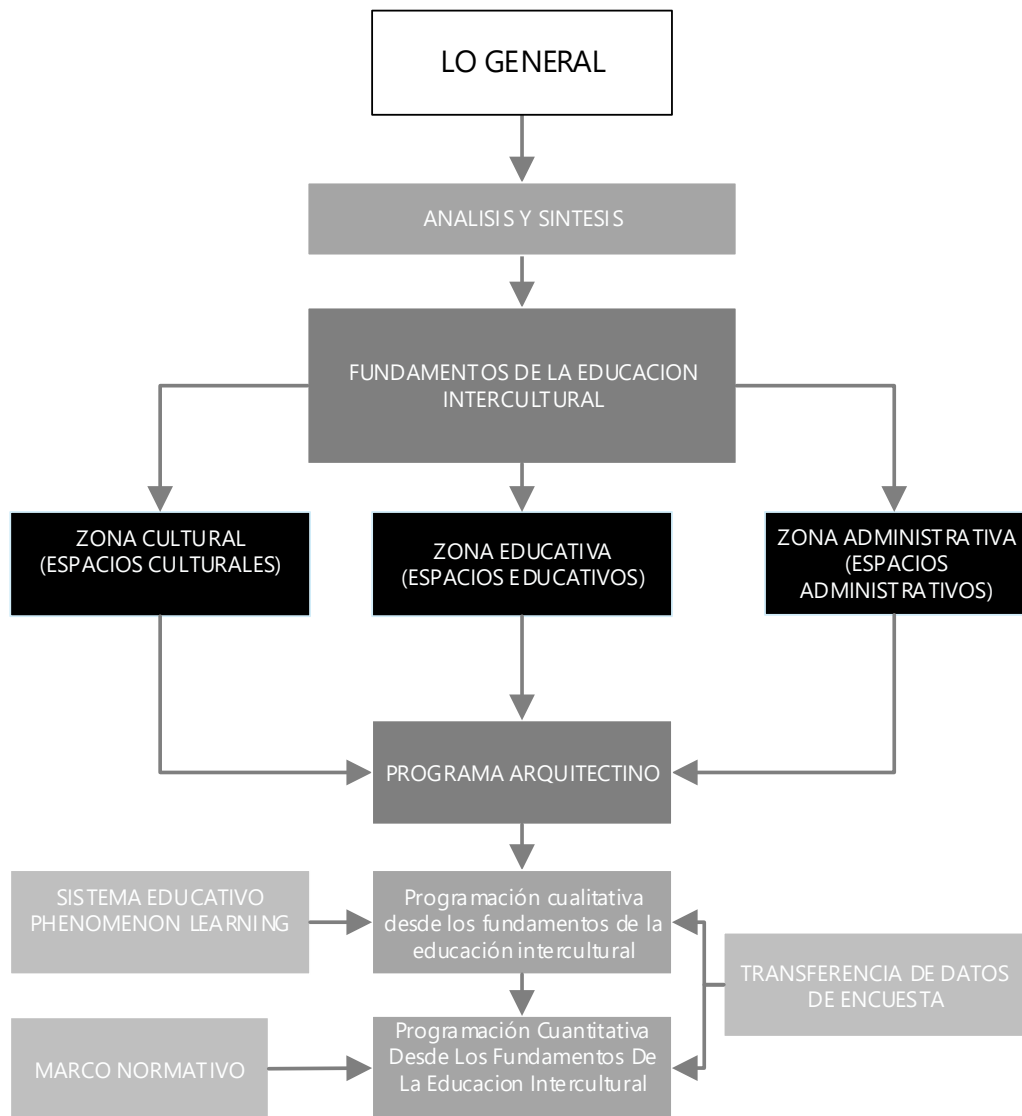 LO GENERAL
ANALISIS Y SINTESIS
FUNDAMENTOS DE LA EDUCACION
INTERCULTURAL
ZONA CULTURAL
(ESPACIOS CULTURALES)
ZONA EDUCATIVA
(ESPACIOS EDUCATIVOS)
ZONA ADMINISTRATIVA
(ESPACIOS
ADMINISTRATIVOS)
PROGRAMA ARQUITECTINO
SISTEMA EDUCATIVO
PHENOMENON LEARNING
Programación cualitativa
desde los fundamentos de la
educación intercultural
TRANSFERENCIA DE DATOS
DE ENCUESTA
MARCO NORMATIVO
Programación Cuantitativa
Desde Los Fundamentos De
La Educacion Intercultural